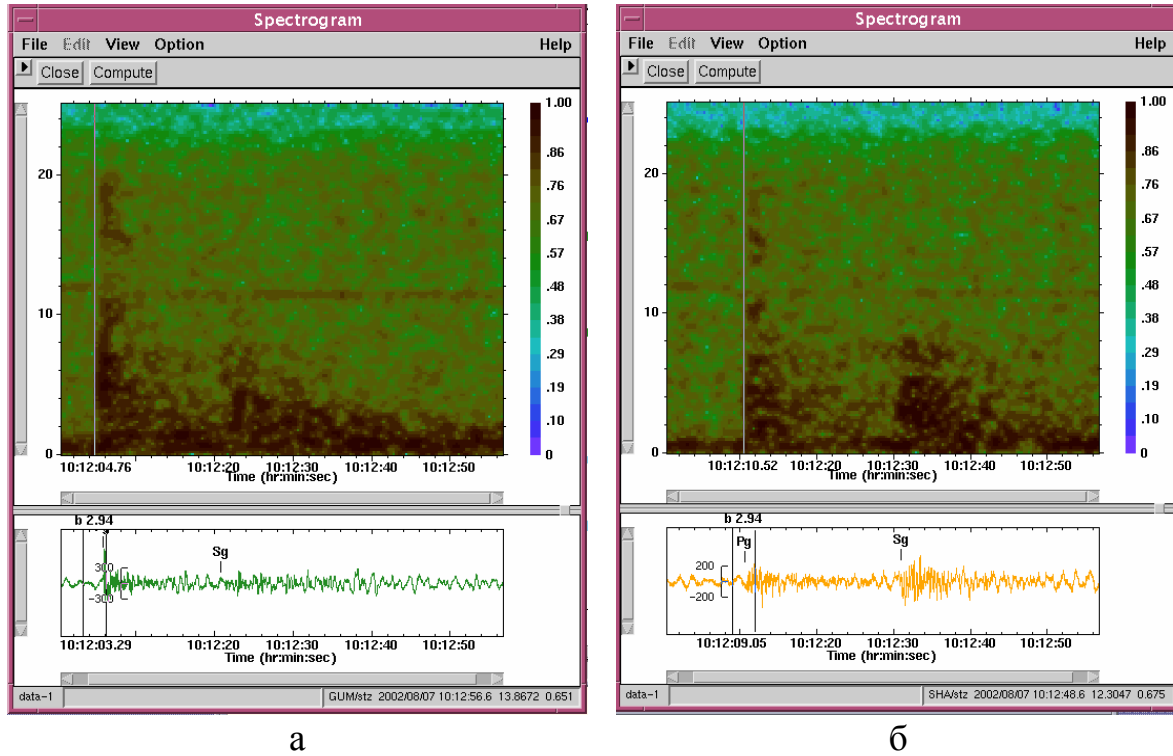 Spectrogram
File Edit View Option Help
Close Compute
1.00
.86
.76
.67
.57
.48
.38
.29
.19
.10
0
20
10
0
10:12:04.76 10:12:20 10:12:30 10:12:40 10:12:50
Time (hr:min:sec)
b 2.94
Sg
300
-300
10:12:03.29 10:12:20 10:12:30 10:12:40 10:12:50
Time (hr:min:sec)
data-1 GUM/stz 2002/08/07 10:12:56.6 13.8672 0.651
а
Spectrogram
File Edit View Option Help
Close Compute
1.00
.86
.76
.67
.57
.48
.38
.29
.19
.10
0
20
10
0
10:12:10.52 10:12:20 10:12:30 10:12:40 10:12:50
Time (hr:min:sec)
b 2.94
Pg Sg
200
-200
10:12:09.05 10:12:20 10:12:30 10:12:40 10:12:50
Time (hr:min:sec)
data-1 SHA/stz 2002/08/07 10:12:48.6 12.3047 0.675
б